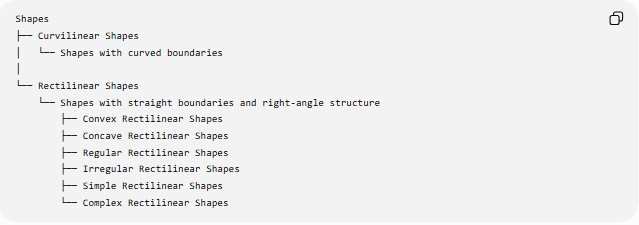 Shapes
├── Curvilinear Shapes
│   └── Shapes with curved boundaries
│
└── Rectilinear Shapes
    └── Shapes with straight boundaries and right-angle structure
        ├── Convex Rectilinear Shapes
        ├── Concave Rectilinear Shapes
        ├── Regular Rectilinear Shapes
        ├── Irregular Rectilinear Shapes
        ├── Simple Rectilinear Shapes
        └── Complex Rectilinear Shapes